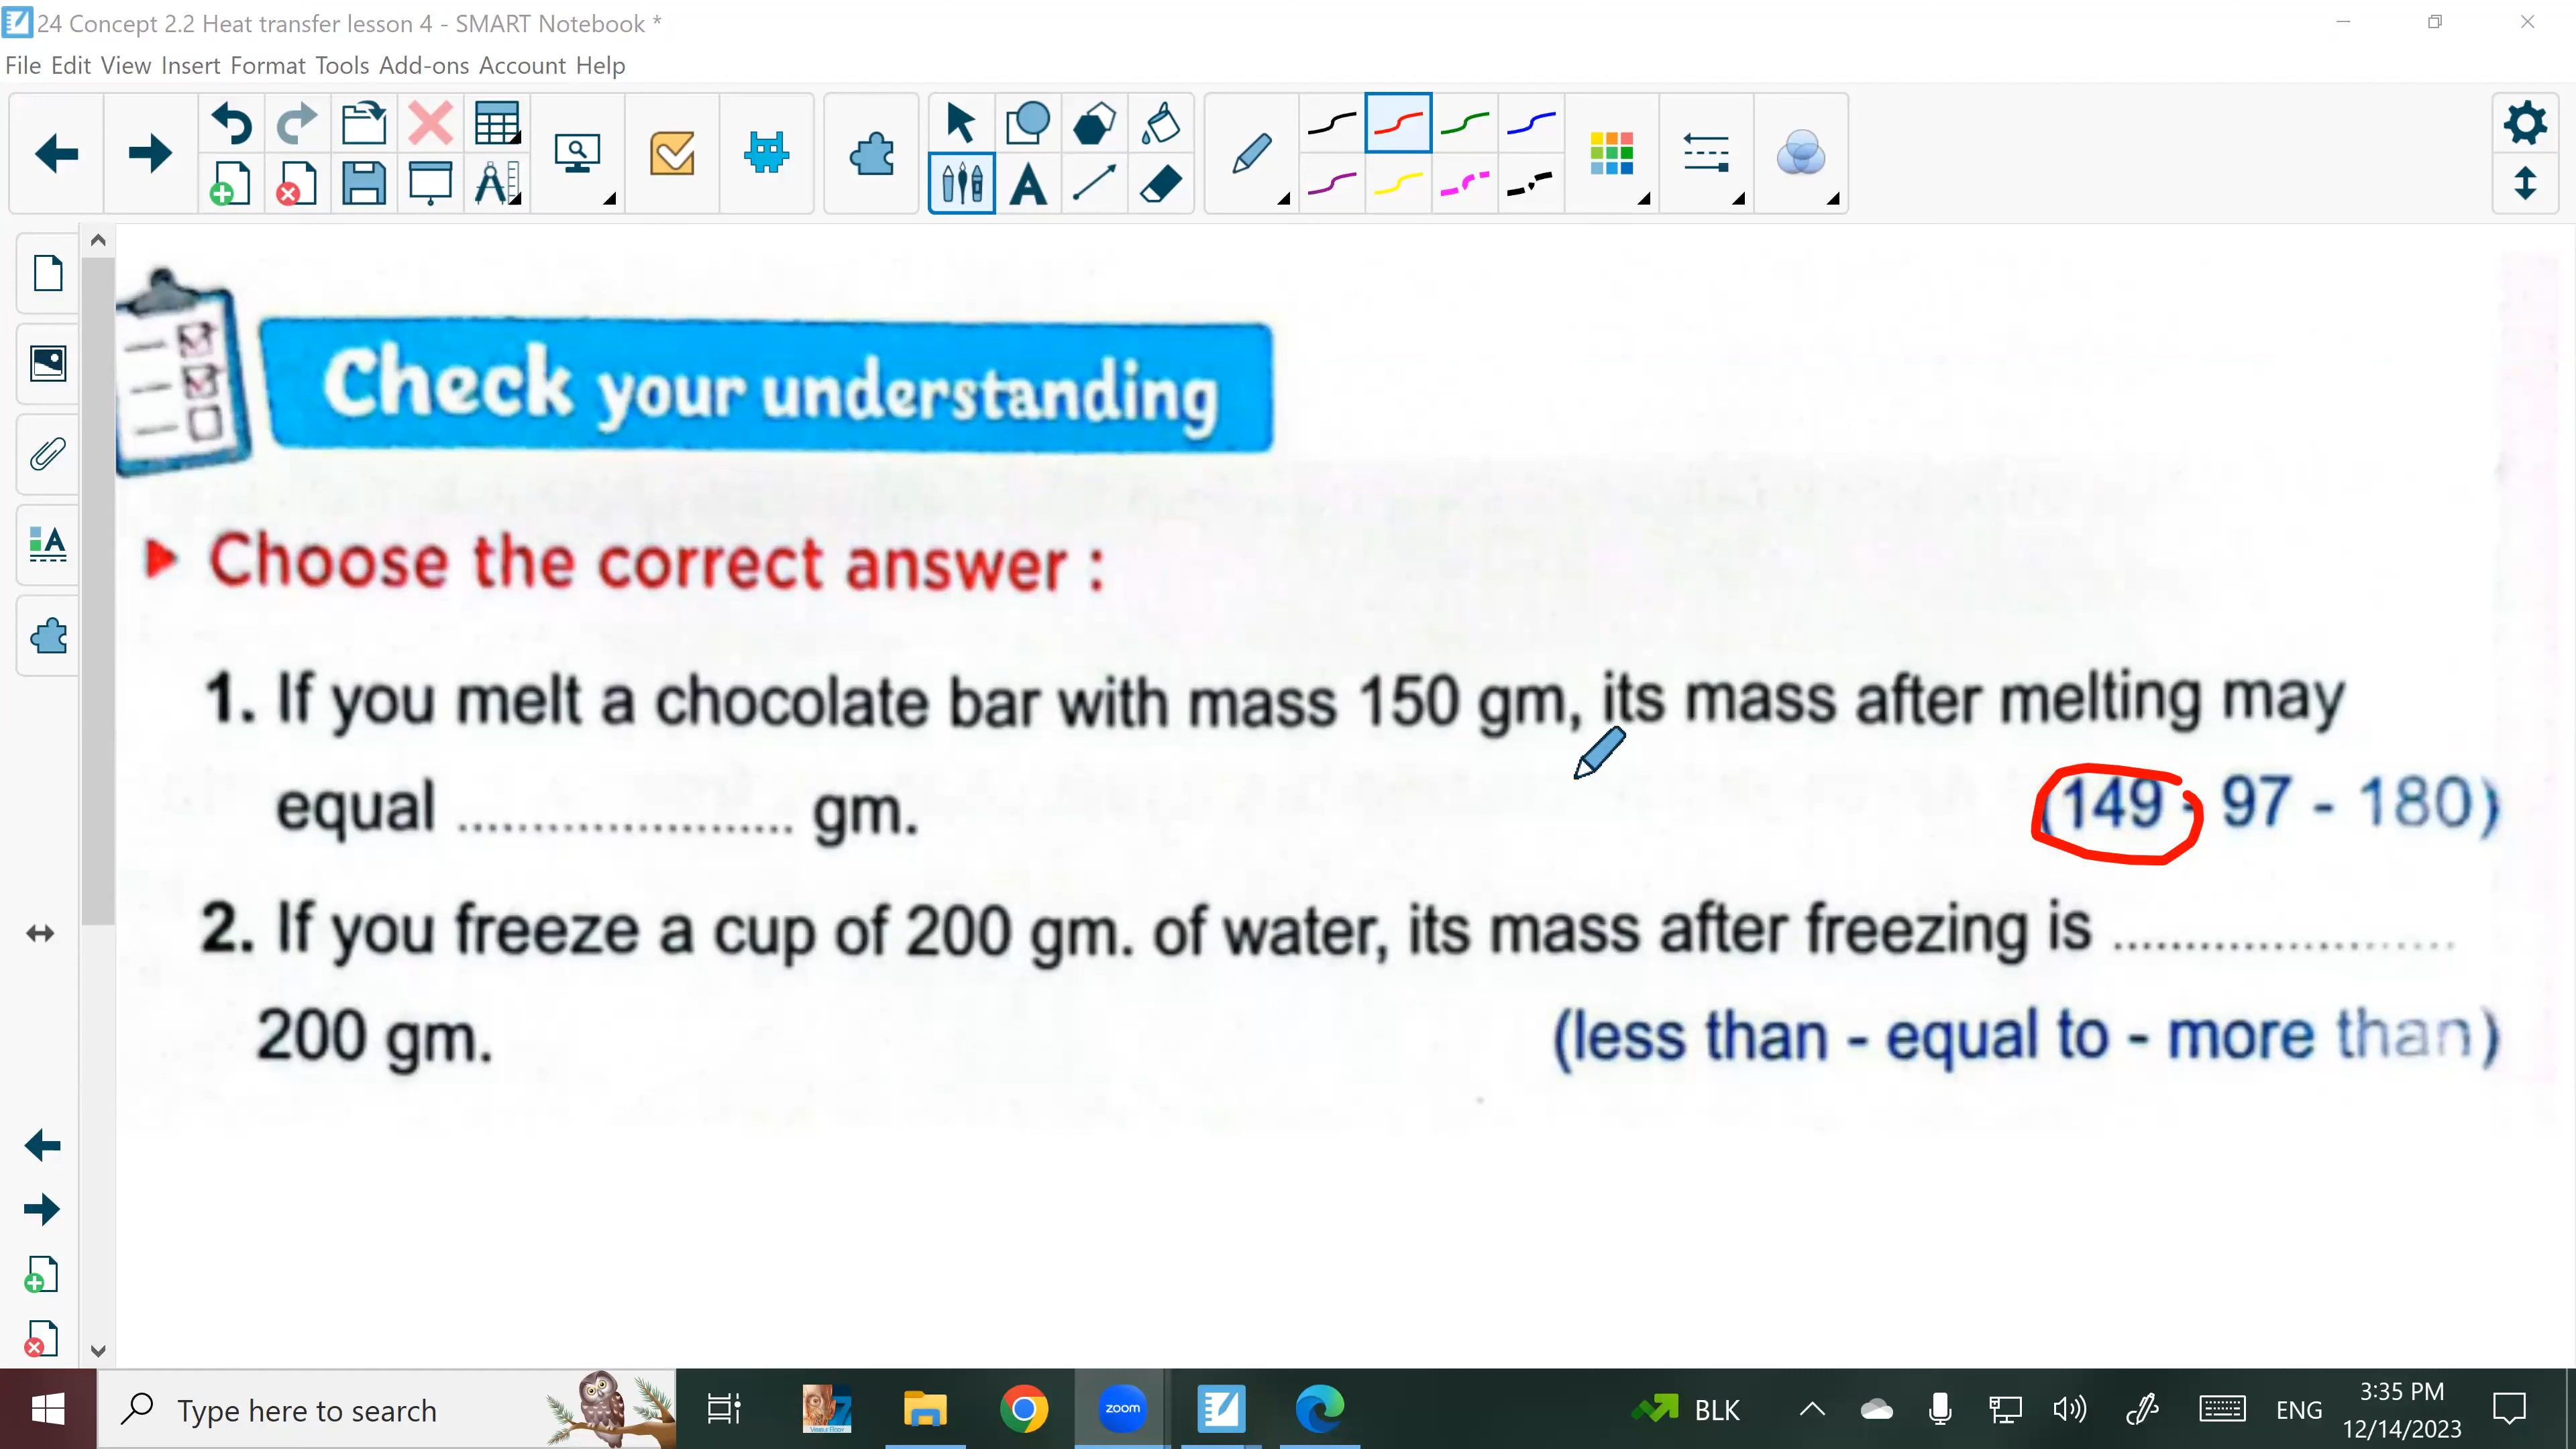 24 Concept 2.2 Heat transfer lesson 4 - SMART Notebook *
File Edit View Insert Format Tools Add-ons Account Help
Check your understanding
Choose the correct answer :
1. If you melt a chocolate bar with mass 150 gm, its mass after melting may
equal ........................ gm.
(149 - 97 - 180)
2. If you freeze a cup of 200 gm. of water, its mass after freezing is ........................
200 gm.
(less than - equal to - more than)
Type here to search
zoom
BLK
ENG
3:35 PM
12/14/2023